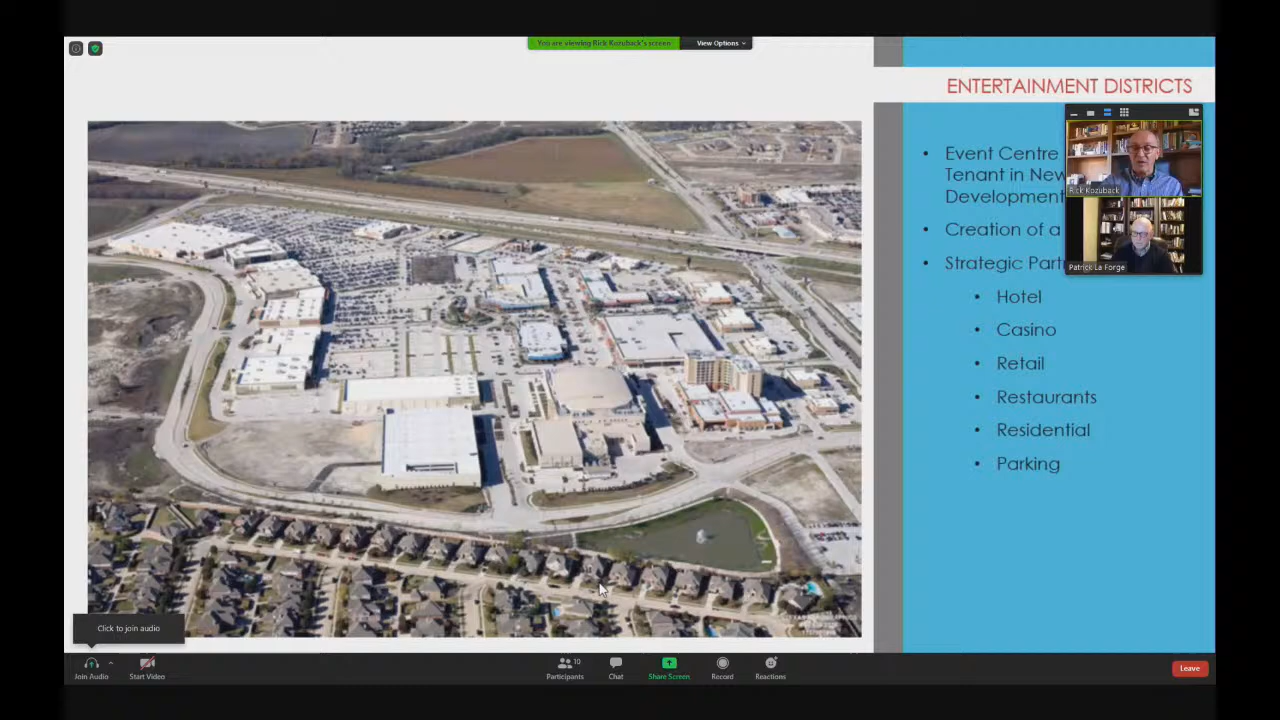 You are viewing Rick Kozuback's screen
View Options
ENTERTAINMENT DISTRICTS
• Event Centre
Tenant in New
Development
• Creation of a
• Strategic Part
• Hotel
• Casino
• Retail
• Restaurants
• Residential
• Parking
Rick Kozuback
Patrick La Forge
Click to join audio
Join Audio
Start Video
Participants
10
Chat
Share Screen
Record
Reactions
Leave